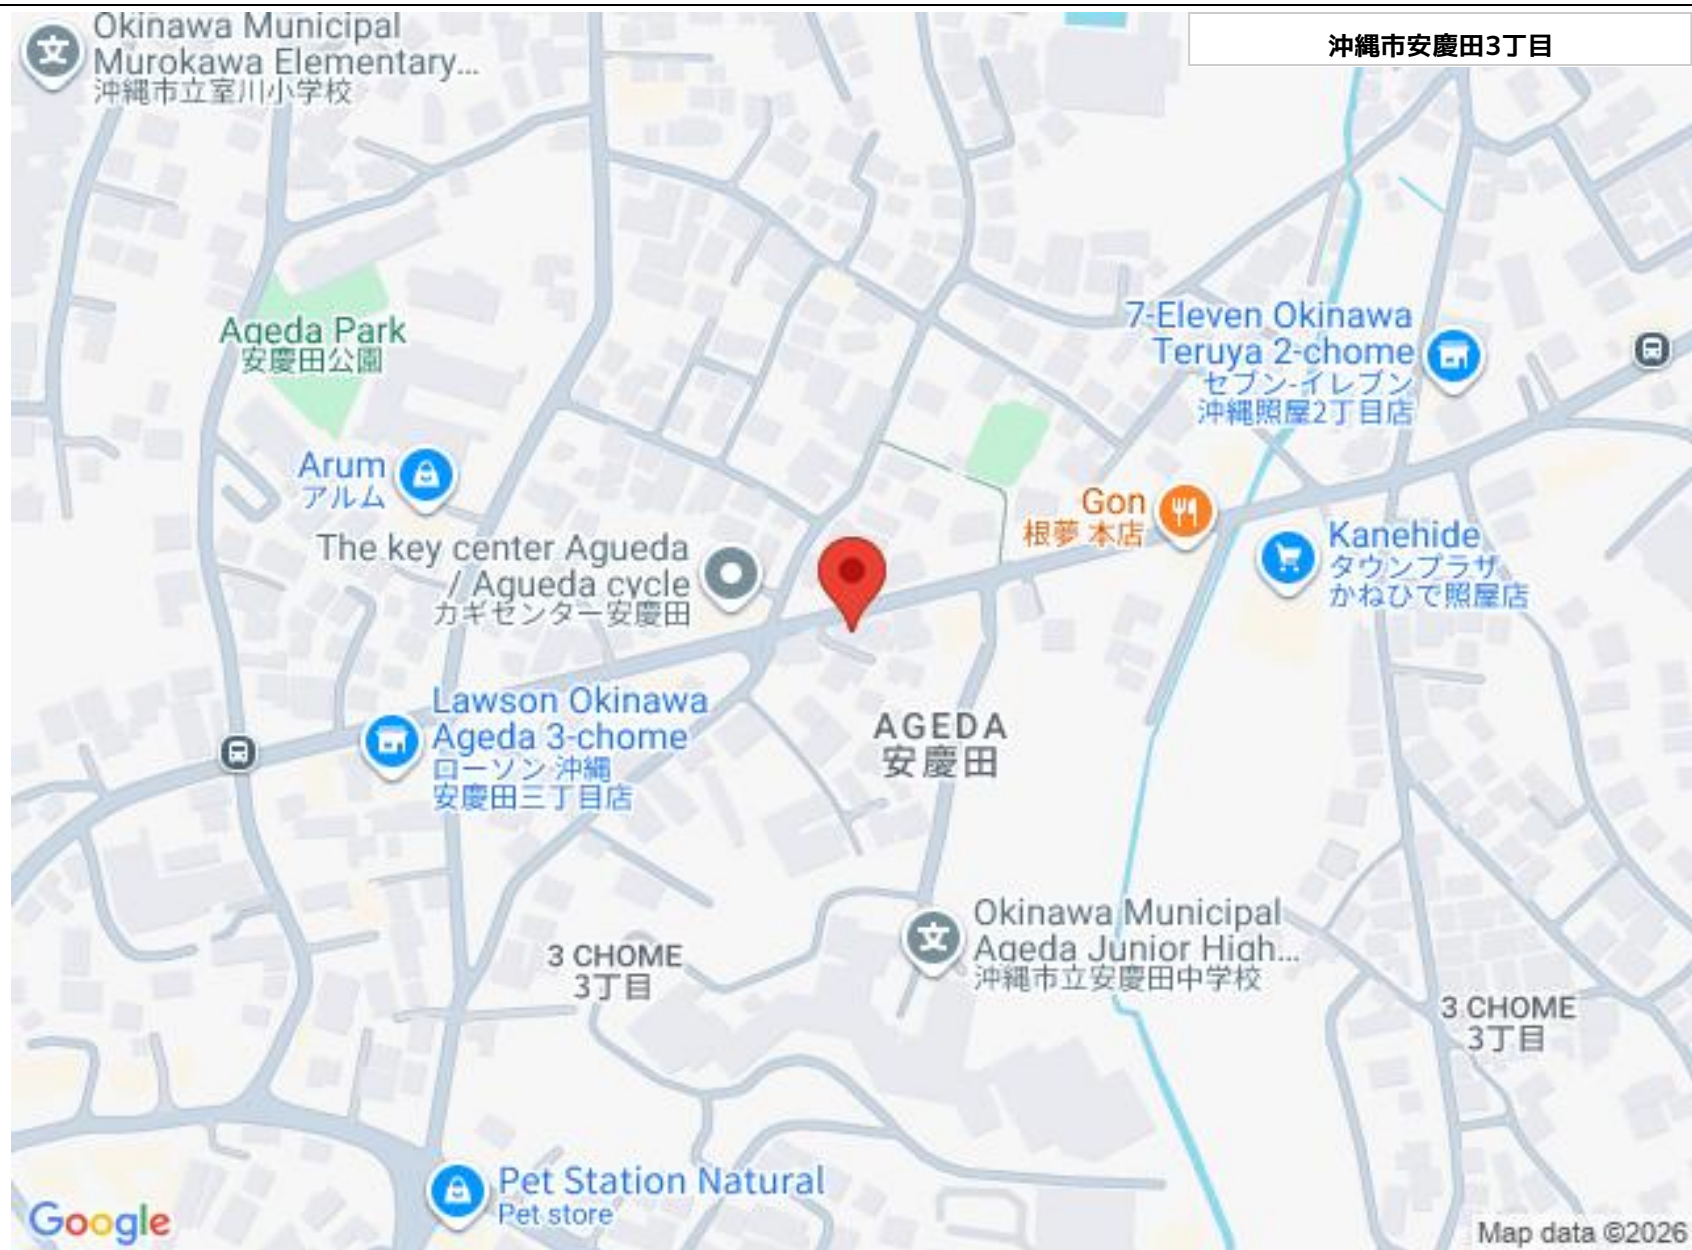 Okinawa Municipal
Murokawa Elementary...
沖縄市立室川小学校
沖縄市安慶田3丁目
Ageda Park
安慶田公園
7-Eleven Okinawa
Teruya 2-chome
セブン-イレブン
沖縄照屋2丁目店
Arum
アルム
Gon
根夢 本店
Kanehide
タウンプラザ
かねひで照屋店
The key center Agueda
/ Agueda cycle
カギセンター安慶田
Lawson Okinawa
Ageda 3-chome
ローソン 沖縄
安慶田三丁目店
AGEDA
安慶田
Okinawa Municipal
Ageda Junior High...
沖縄市立安慶田中学校
3 CHOME
3丁目
3 CHOME
3丁目
Pet Station Natural
Pet store
Google
Map data ©2026